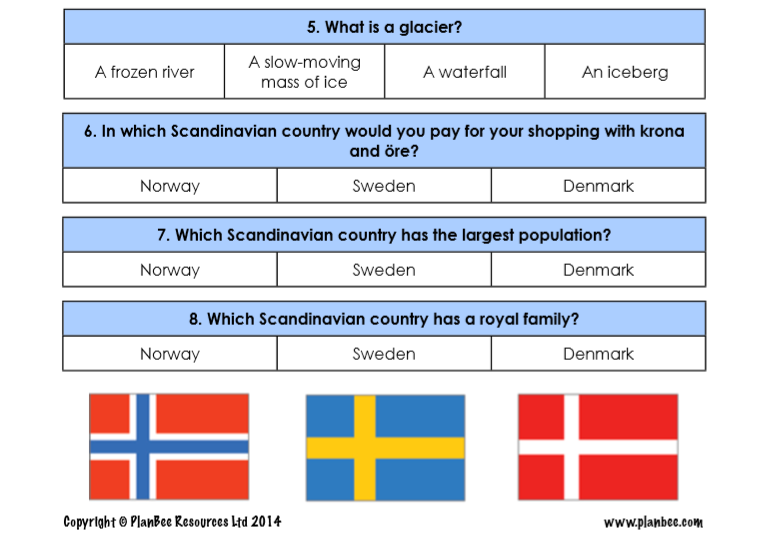 5. What is a glacier?
A frozen river
A slow-moving
mass of ice
A waterfall
An iceberg
6. In which Scandinavian country would you pay for your shopping with krona
and öre?
Norway
Sweden
Denmark
7. Which Scandinavian country has the largest population?
Norway
Sweden
Denmark
8. Which Scandinavian country has a royal family?
Norway
Sweden
Denmark
Copyright © PlanBee Resources Ltd 2014
www.planbee.com